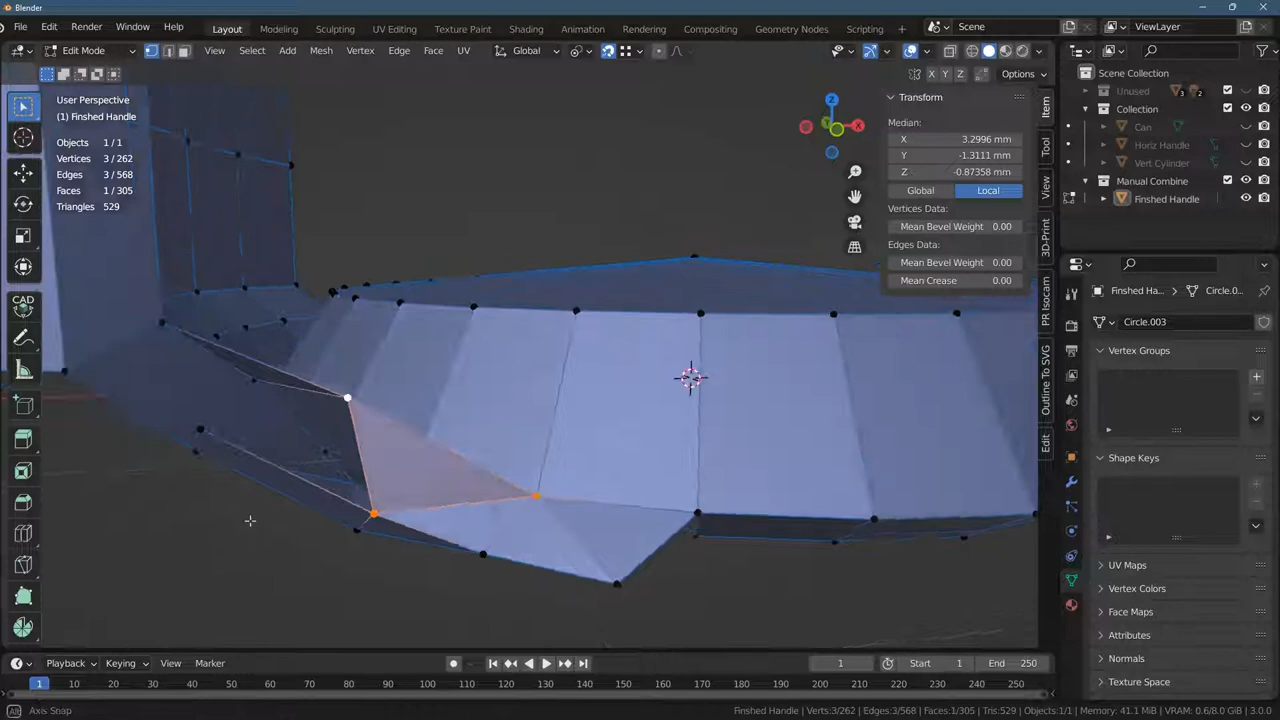 Blender
File Edit Render Window Help Layout Modeling Sculpting UV Editing Texture Paint Shading Animation Rendering Compositing Geometry Nodes Scripting + Scene ViewLayer
Edit Mode View Select Add Mesh Vertex Edge Face UV Global
X Y Z Options
User Perspective
(1) Finshed Handle
Objects 1/1
Vertices 3/262
Edges 3/568
Faces 1/305
Triangles 529
CAD
Z
X
Transform
Median:
X 3.2996 mm
Y -1.3111 mm
Z -0.87358 mm
Global Local
Vertices Data:
Mean Bevel Weight 0.00
Edges Data:
Mean Bevel Weight 0.00
Mean Crease 0.00
Item
Tool
View
3D-Print
PR Isocam
Outline To SVG
Edit
Scene Collection
Unused 3 2
Collection
Can
Horiz Handle
Vert Cylinder
Manual Combine
Finshed Handle
Finshed Ha... Circle.0...
Circle.003
Vertex Groups
Shape Keys
UV Maps
Vertex Colors
Face Maps
Attributes
Normals
Texture Space
Playback Keying View Marker 1 Start 1 End 250
1 10 20 30 40 50 60 70 80 90 100 110 120 130 140 150 160 170 180 190 200 210 220 230 240 250
Alt Axis Snap
Finshed Handle | Verts:3/262 | Edges:3/568 | Faces:1/305 | Tris:529 | Objects:1/1 | Memory: 41.1 MiB | VRAM: 0.6/8.0 GiB | 3.0.0